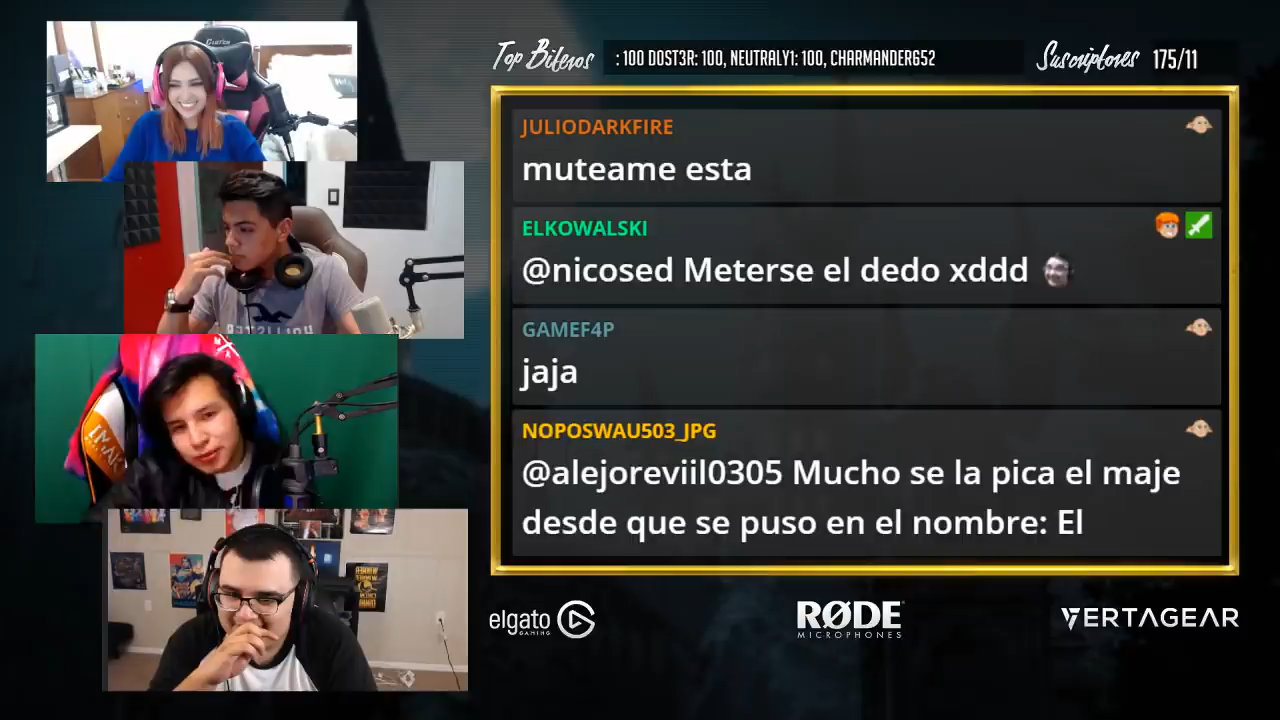 Top Biteros
: 100 DOST3R: 100, NEUTRALY1: 100, CHARMANDER652
Suscriptores 175/11
JULIODARKFIRE
muteame esta
ELKOWALSKI
@nicosed Meterse el dedo xddd
GAMEF4P
jaja
NOPOSWAU503_JPG
@alejoreviil0305 Mucho se la pica el maje
desde que se puso en el nombre: El
elgato
GAMING
RØDE
MICROPHONES
VERTAGEAR